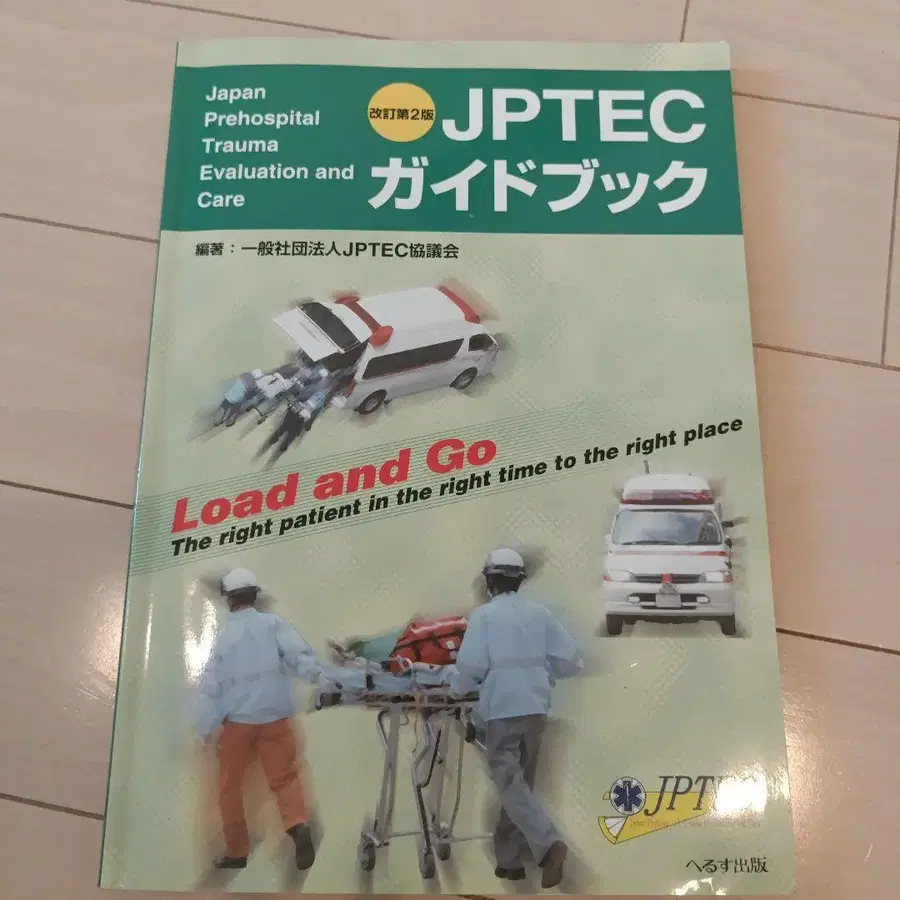 Japan
Prehospital
Trauma
Evaluation and
Care
改訂第2版
JPTEC
ガイドブック
編著:一般社団法人JPTEC協議会
Load and Go
The right patient in the right time to the right place
JPTEC
へるす出版